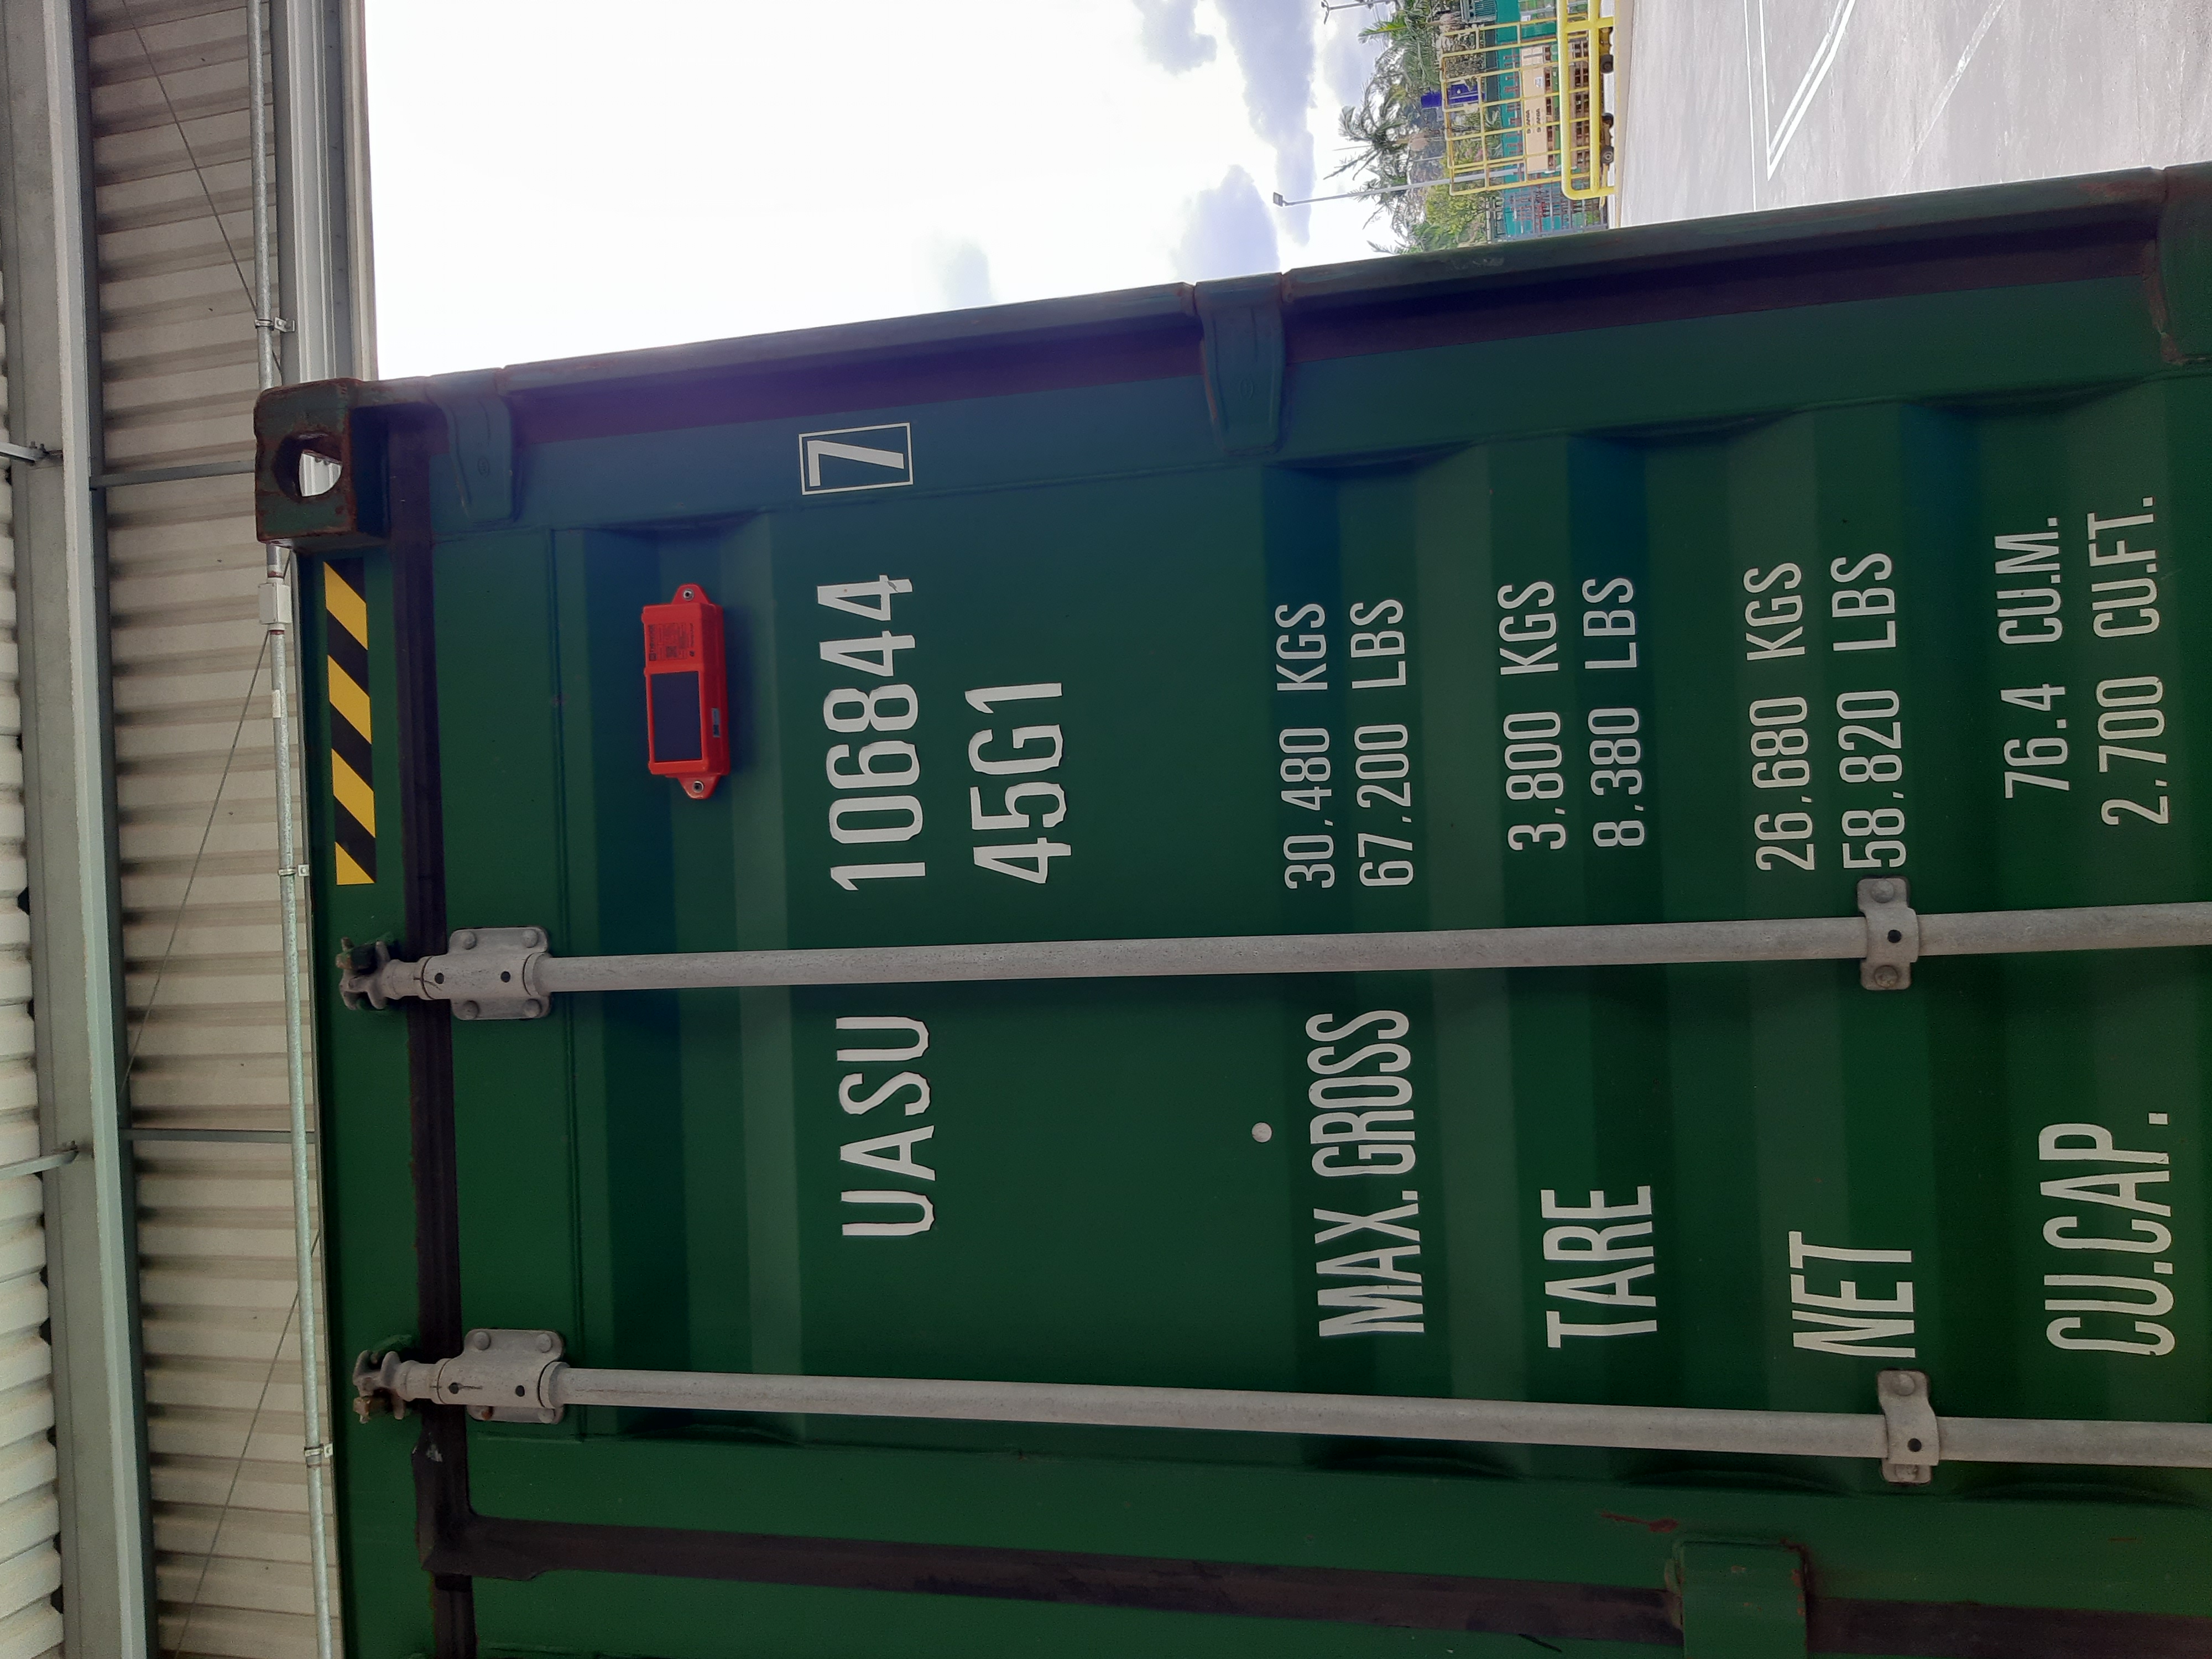 UASU 106844 7
45G1
MAX. GROSS 30.480 KGS
67.200 LBS
TARE 3.800 KGS
8.380 LBS
NET 26.680 KGS
58.820 LBS
CU.CAP. 76.4 CU.M.
2.700 CU.FT.